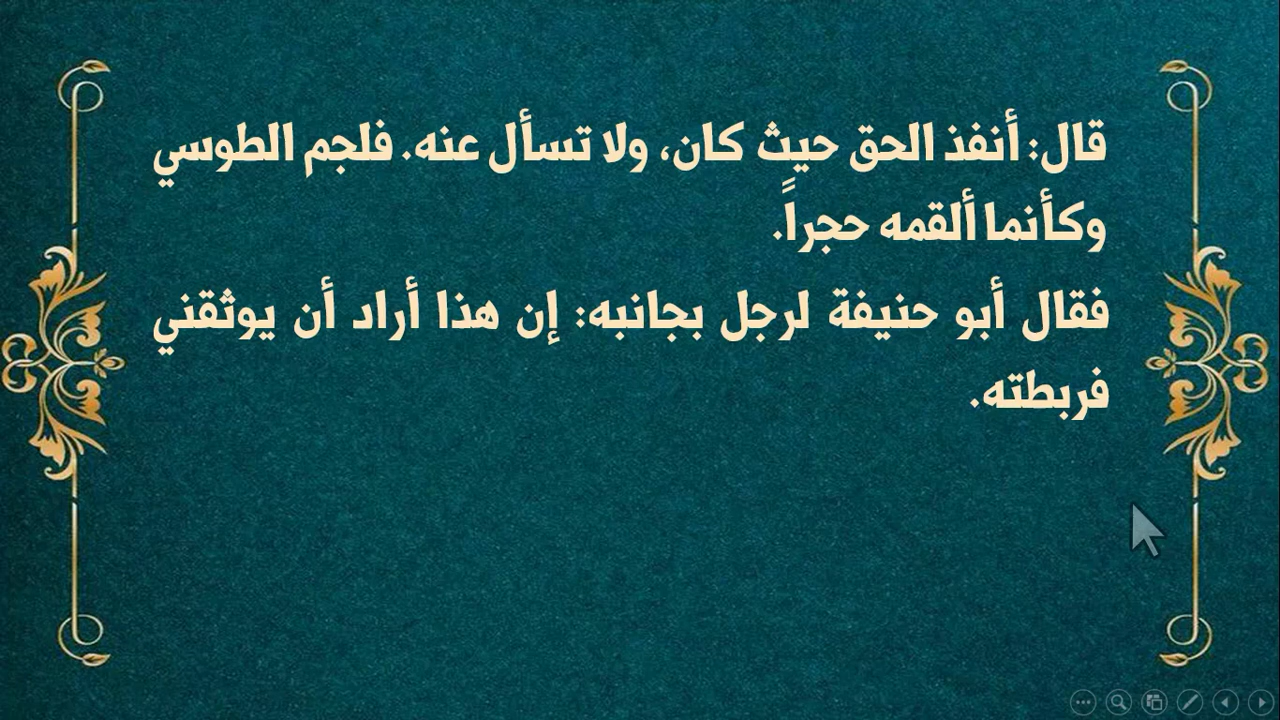 قال: أنفذ الحق حيث كان، ولا تسأل عنه. فلجم الطوسي
وكأنما ألقمه حجراً.
فقال أبو حنيفة لرجل بجانبه: إن هذا أراد أن يوثقني
فربطته.